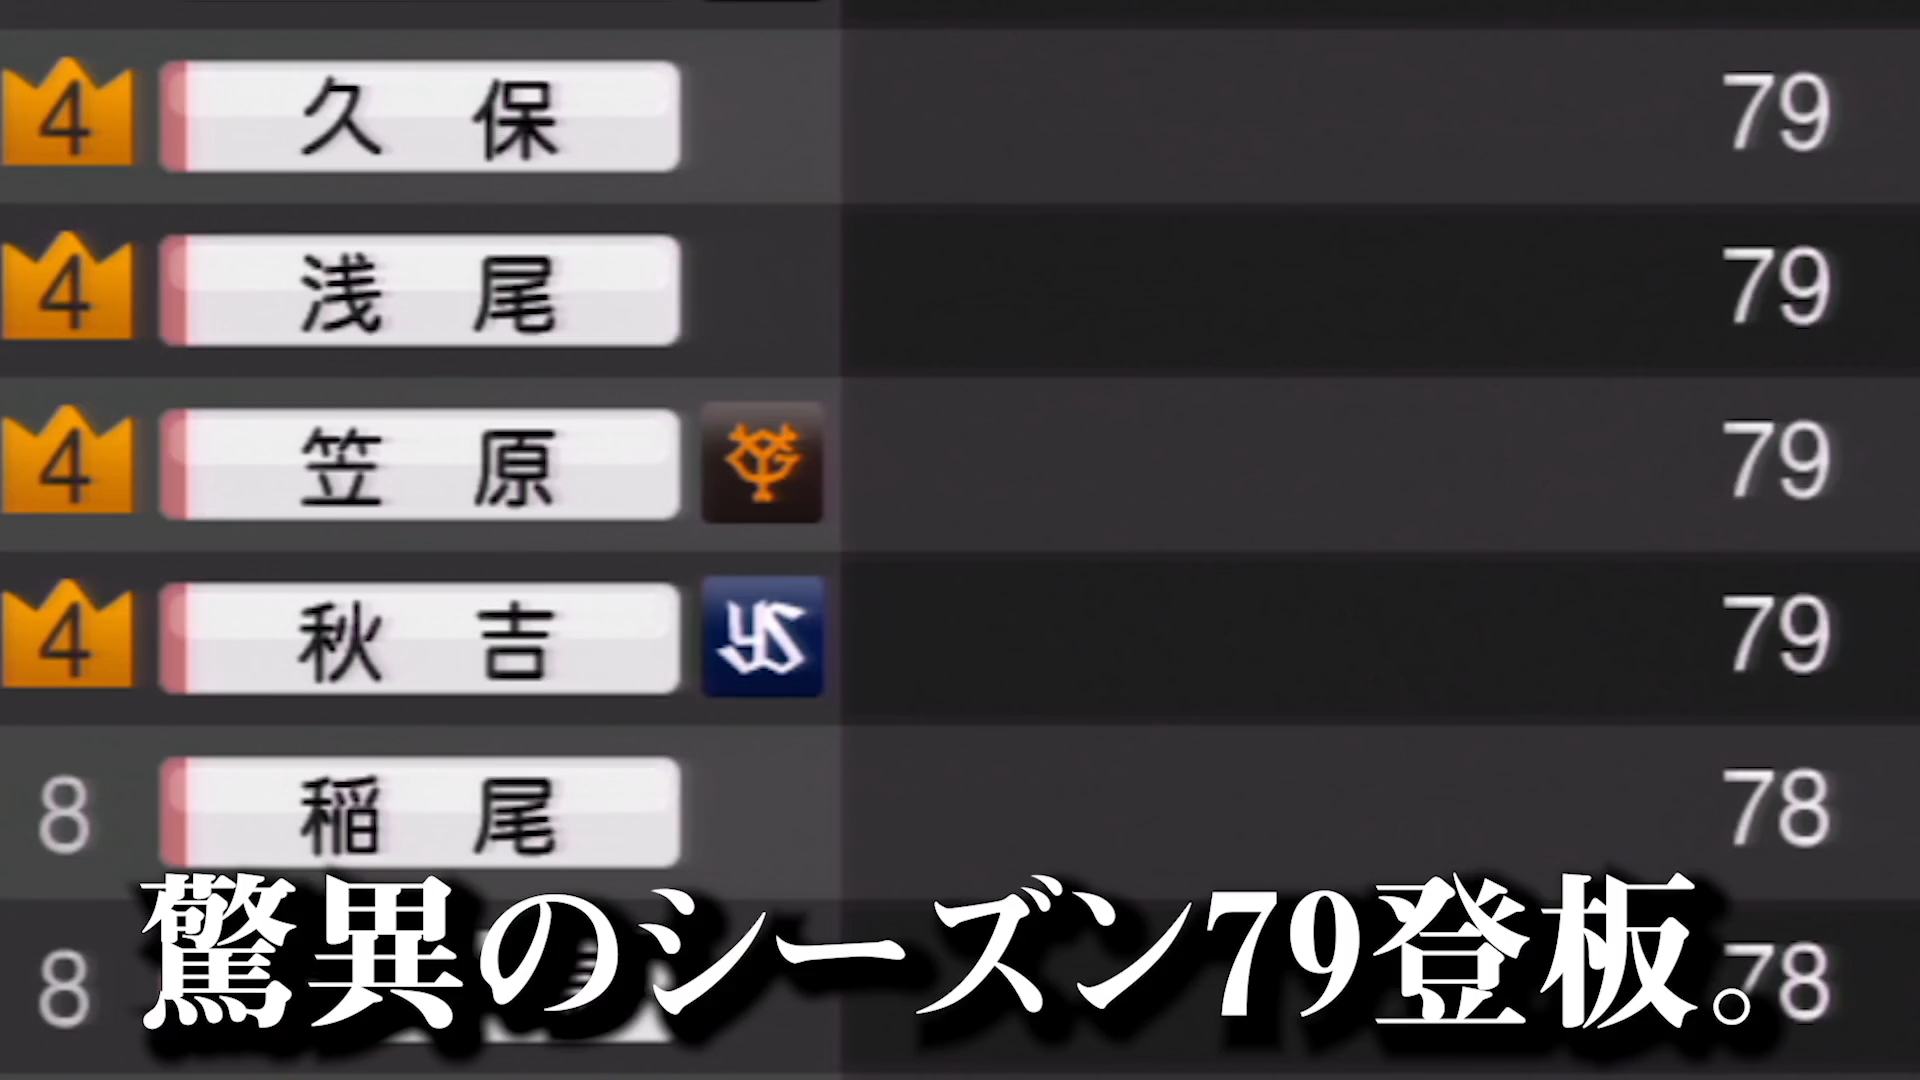 4 久保 79
4 浅尾 79
4 笠原 79
4 秋吉 YS 79
8 稲尾 78
8 78
驚異のシーズン79登板。